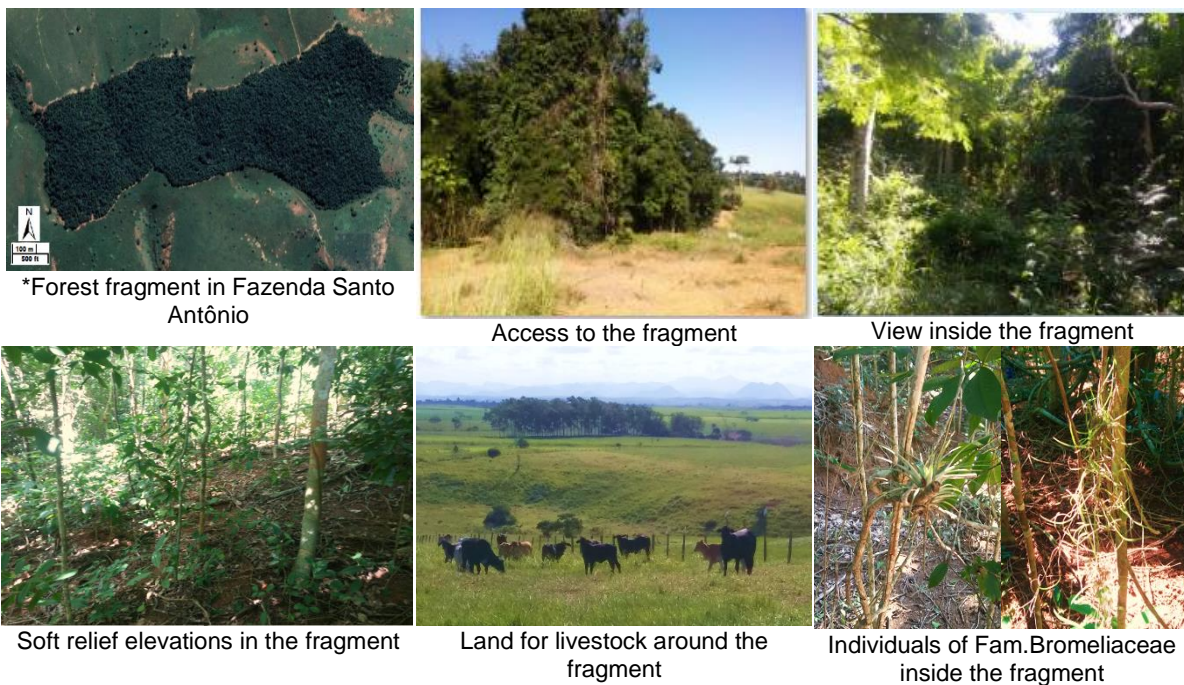 N
100 m
500 ft
*Forest fragment in Fazenda Santo
Antônio
Access to the fragment
View inside the fragment
Soft relief elevations in the fragment
Land for livestock around the
fragment
Individuals of Fam.Bromeliaceae
inside the fragment